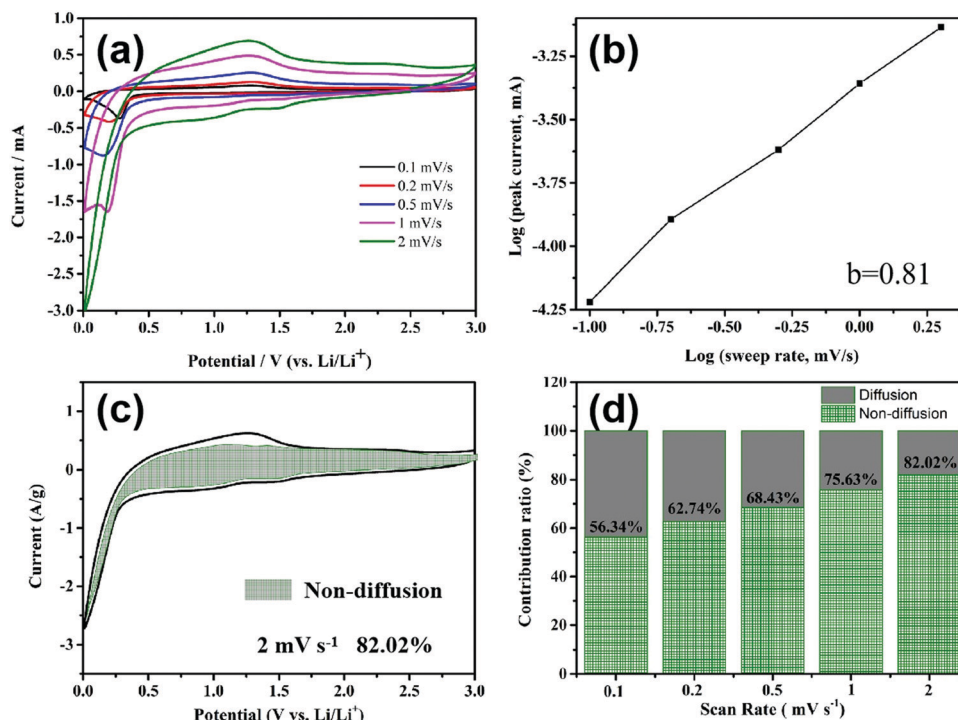 (a)
1.0
0.5
0.0
-0.5
-1.0
-1.5
-2.0
-2.5
-3.0
Current / mA
0.1 mV/s
0.2 mV/s
0.5 mV/s
1 mV/s
2 mV/s
0.0 0.5 1.0 1.5 2.0 2.5 3.0
Potential / V (vs. Li/Li+)
(b)
-3.25
-3.50
-3.75
-4.00
-4.25
Log (peak current, mA)
b=0.81
-1.00 -0.75 -0.50 -0.25 0.00 0.25
Log (sweep rate, mV/s)
(c)
1
0
-1
-2
-3
Current (A/g)
Non-diffusion
2 mV s-1 82.02%
0.0 0.5 1.0 1.5 2.0 2.5 3.0
Potential (V vs. Li/Li+)
(d)
120
100
80
60
40
20
0
Contribution ratio (%)
Diffusion
Non-diffusion
56.34%
62.74%
68.43%
75.63%
82.02%
0.1 0.2 0.5 1 2
Scan Rate ( mV s-1)